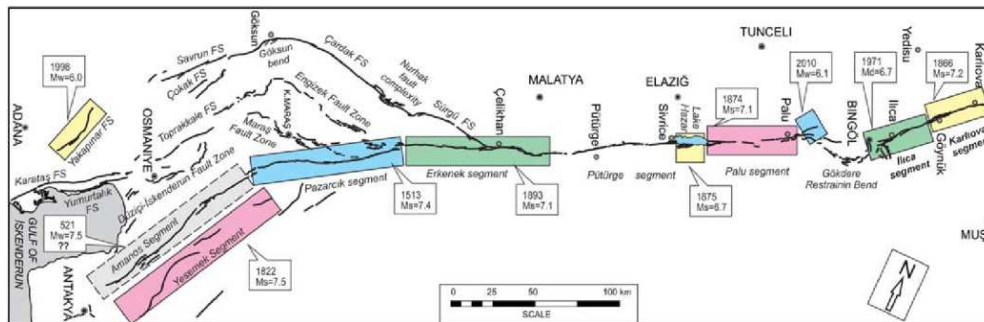 ADANA
1998
Mw=6.0
Yakapınar FS
Karataş FS
Yumurtalık
FS
GULF OF
İSKENDERUN
521
Mw=7.5
??
ANTAKYA
OSMANİYE
Savrun FS
Çokak FS
Toprakkale FS
Düziçi-İskenderun Fault Zone
Amanos Segment
Yesemek Segment
1822
Ms=7.5
Göksun
Göksun
bend
Çardak FS
Engizek Fault Zone
K.MARAŞ
Maraş
Fault Zone
Nurhak
fault
complexity
Sürgü FS
Pazarcık segment
1513
Ms=7.4
Çelikhan
Erkenek segment
1893
Ms=7.1
MALATYA
Pütürge
Pütürge segment
ELAZIĞ
Sivrice
Lake
Hazar
1875
Ms=6.7
1874
Ms=7.1
Palu segment
Palu
TUNCELI
2010
Mw=6.1
Gökdere
Restrainin Bend
BINGÖL
1971
Md=6.7
Yedisu
Ilıca
Ilıca
segment
1866
Ms=7.2
Karlıova
Göynük
Karlıova
segment
MUŞ
N
0 25 50 100 km
SCALE